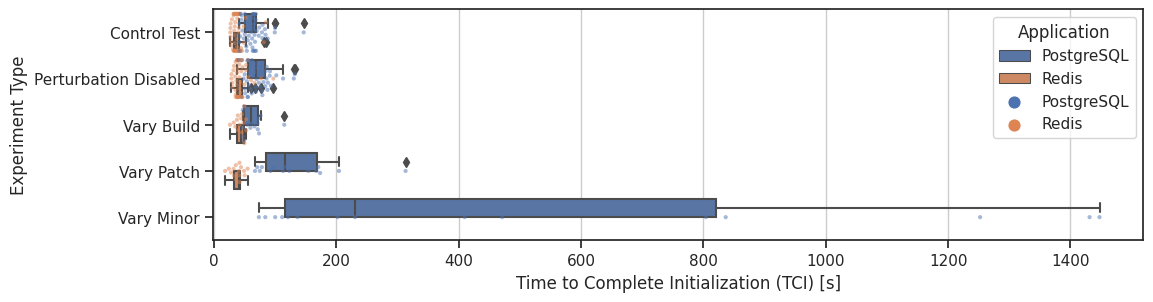 Experiment Type
Control Test
Perturbation Disabled
Vary Build
Vary Patch
Vary Minor
Application
PostgreSQL
Redis
PostgreSQL
Redis
0 200 400 600 800 1000 1200 1400
Time to Complete Initialization (TCI) [s]